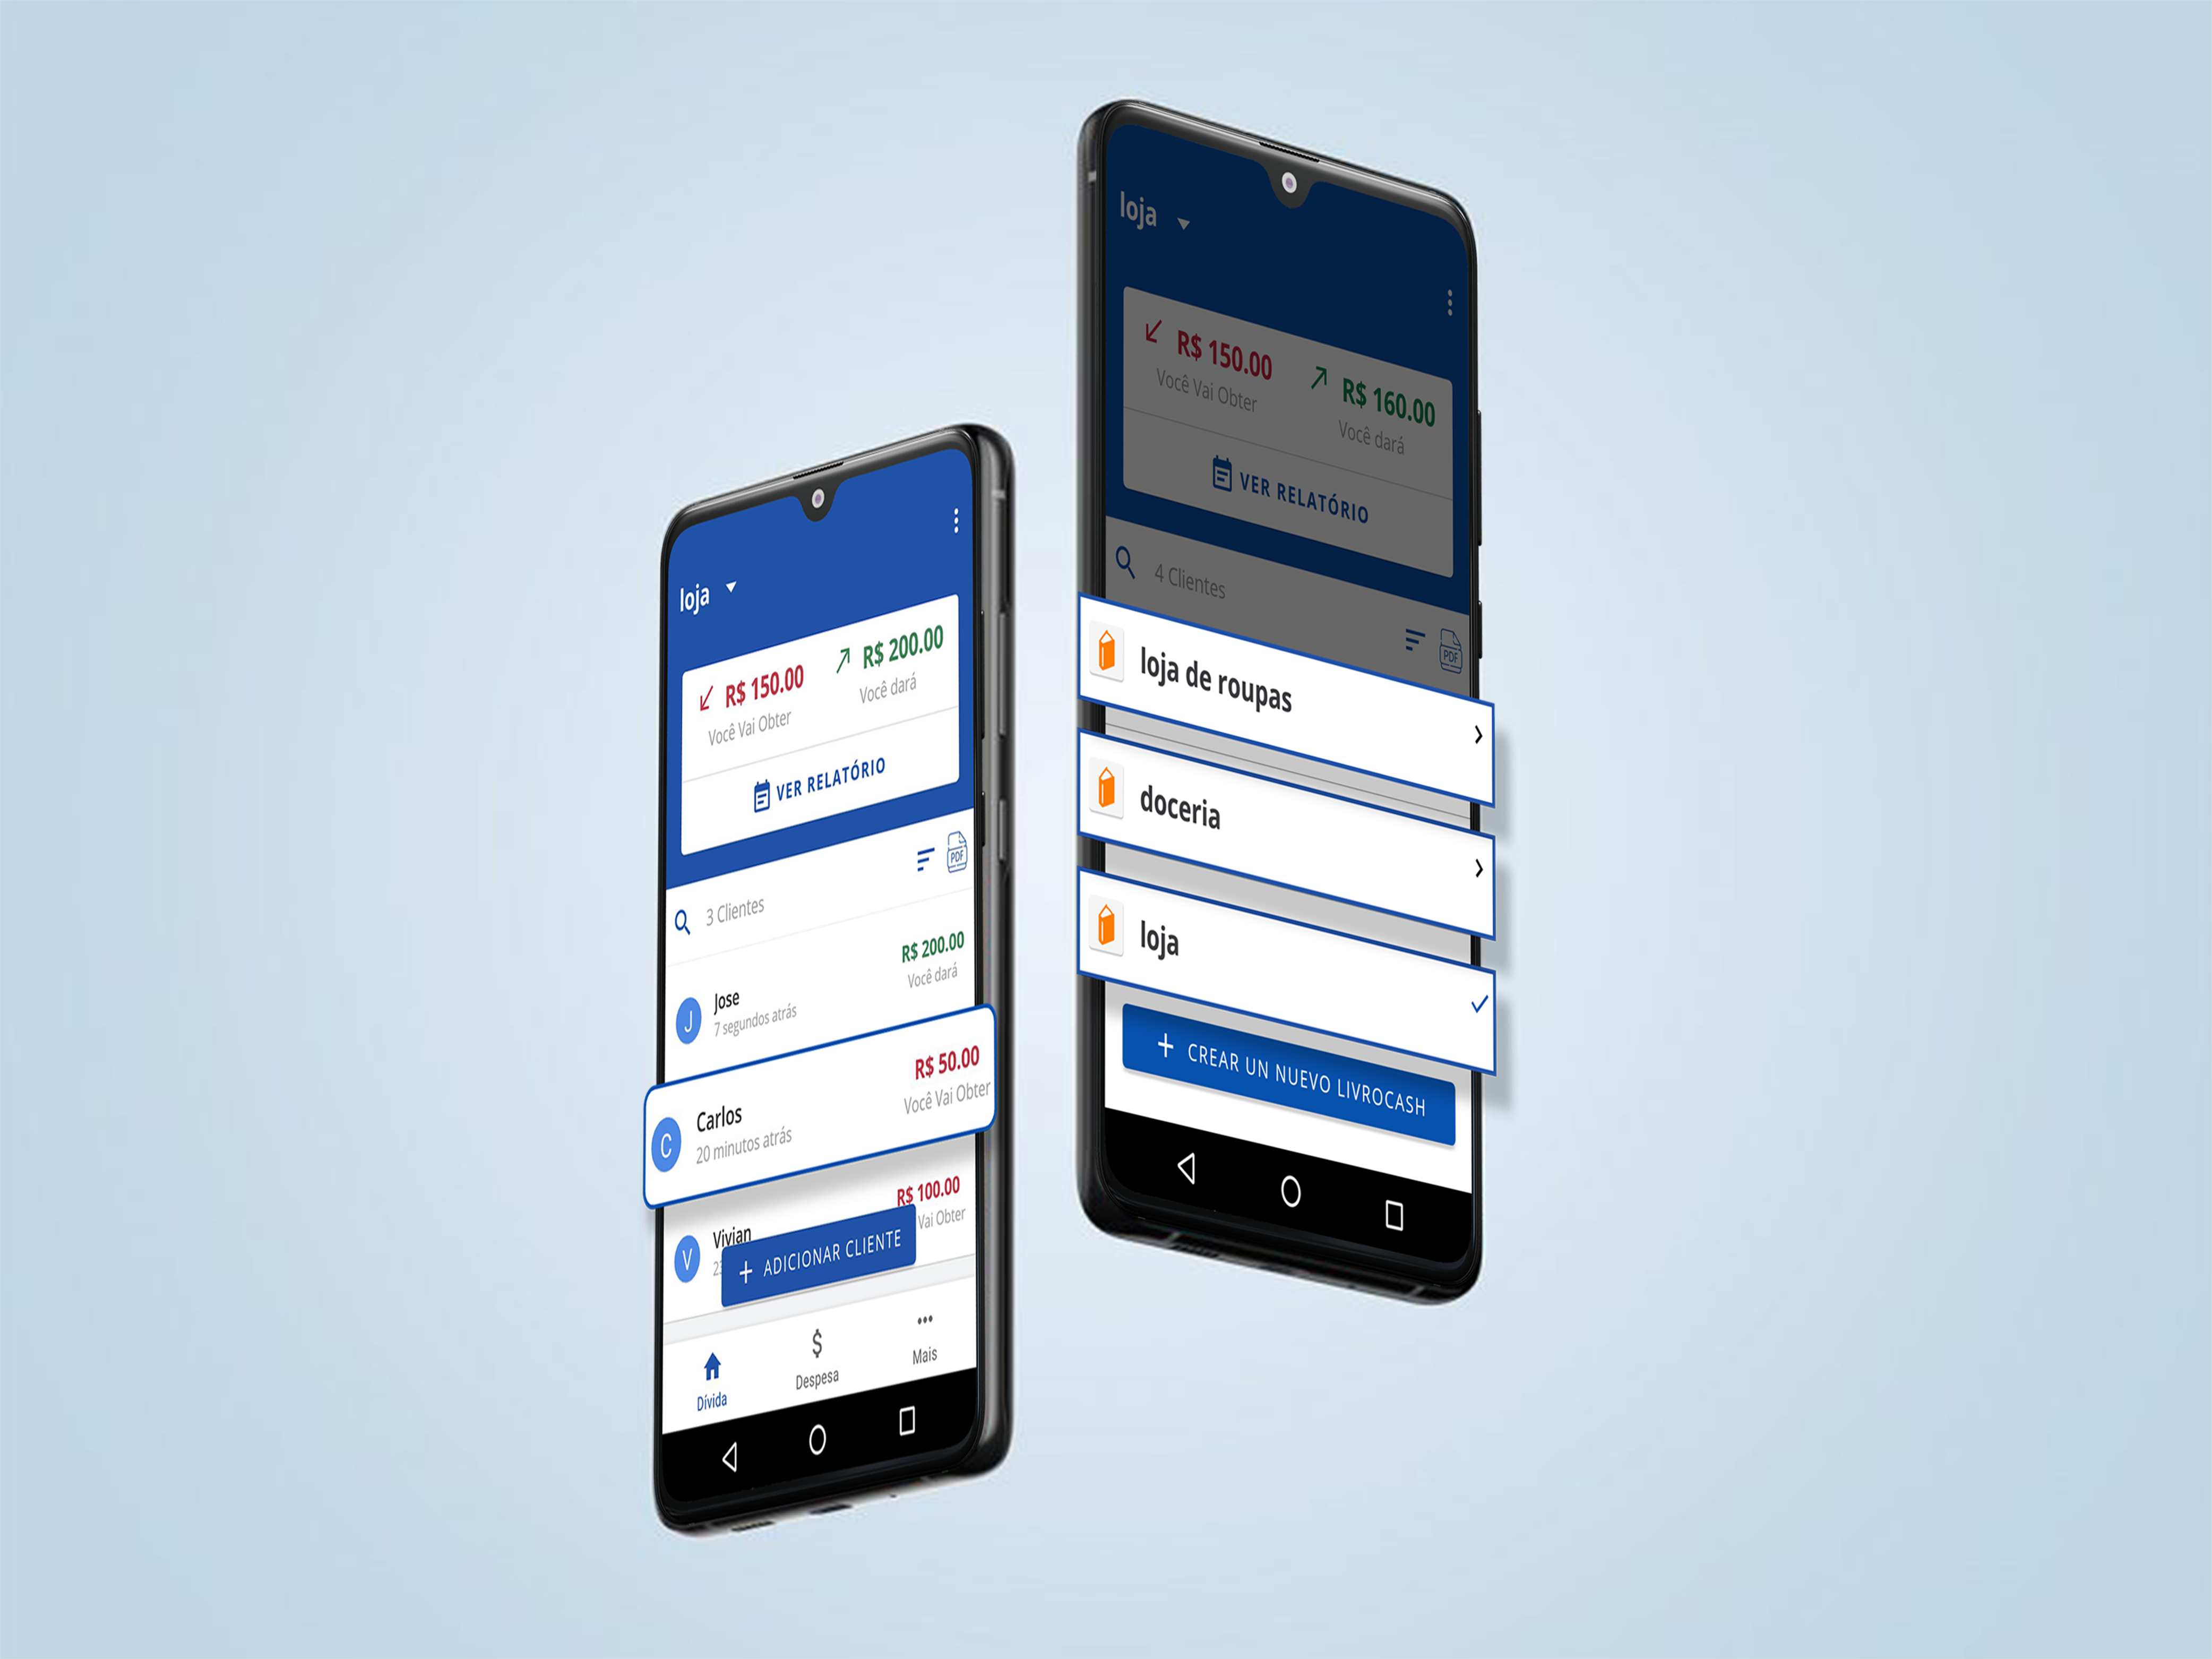 loja
R$ 150.00
Você Vai Obter
R$ 200.00
Você dará
VER RELATÓRIO
3 Clientes
PDF
J
Jose
7 segundos atrás
R$ 200.00
Você dará
C
Carlos
20 minutos atrás
R$ 50.00
Você Vai Obter
V
Vivian
R$ 100.00
Vai Obter
+ ADICIONAR CLIENTE
Dívida
$
Despesa
Mais
loja
R$ 150.00
Você Vai Obter
R$ 160.00
Você dará
VER RELATÓRIO
4 Clientes
PDF
loja de roupas
doceria
loja
+ CREAR UN NUEVO LIVROCASH